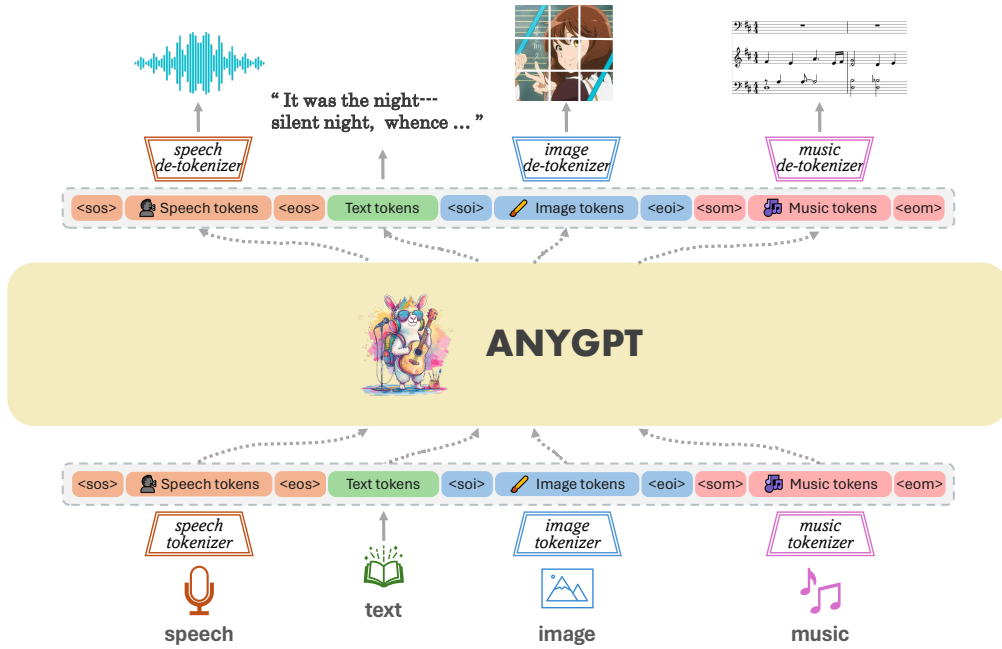 “ It was the night---
silent night, whence ... ”
speech
de-tokenizer
image
de-tokenizer
music
de-tokenizer
<sos> Speech tokens <eos> Text tokens <soi> Image tokens <eoi> <som> Music tokens <eom>
ANYGPT
<sos> Speech tokens <eos> Text tokens <soi> Image tokens <eoi> <som> Music tokens <eom>
speech
tokenizer
image
tokenizer
music
tokenizer
text
speech
image
music